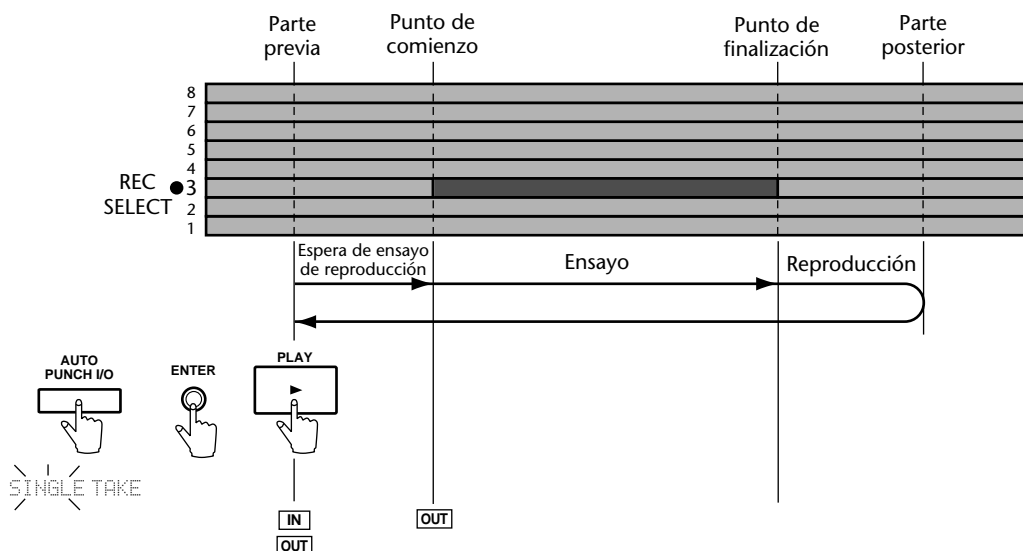 Parte
previa
Punto de
comienzo
Punto de
finalización
Parte
posterior
8
7
6
5
4
REC
SELECT
3
2
1
Espera de ensayo
de reproducción
Ensayo
Reproducción
AUTO
PUNCH I/O
ENTER
PLAY
SINGLE TAKE
IN
OUT
OUT